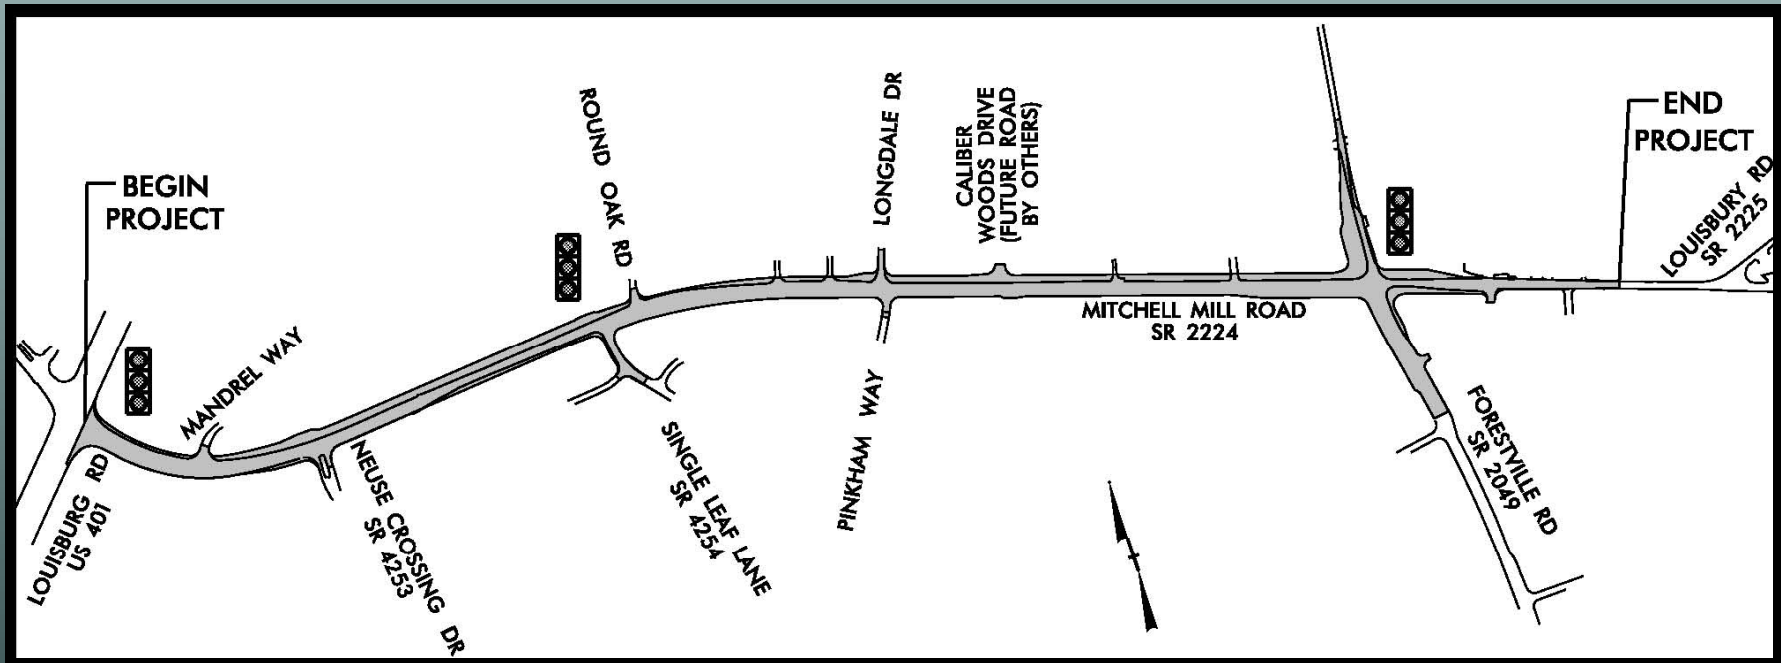 BEGIN
PROJECT
LOUISBURG RD
US 401
MANDREL WAY
NEUSE CROSSING DR
SR 4253
ROUND OAK RD
SINGLE LEAF LANE
SR 4254
LONGDALE DR
PINKHAM WAY
CALIBER
WOODS DRIVE
(FUTURE ROAD
BY OTHERS)
MITCHELL MILL ROAD
SR 2224
FORESTVILLE RD
SR 2049
END
PROJECT
LOUISBURY RD
SR 2225